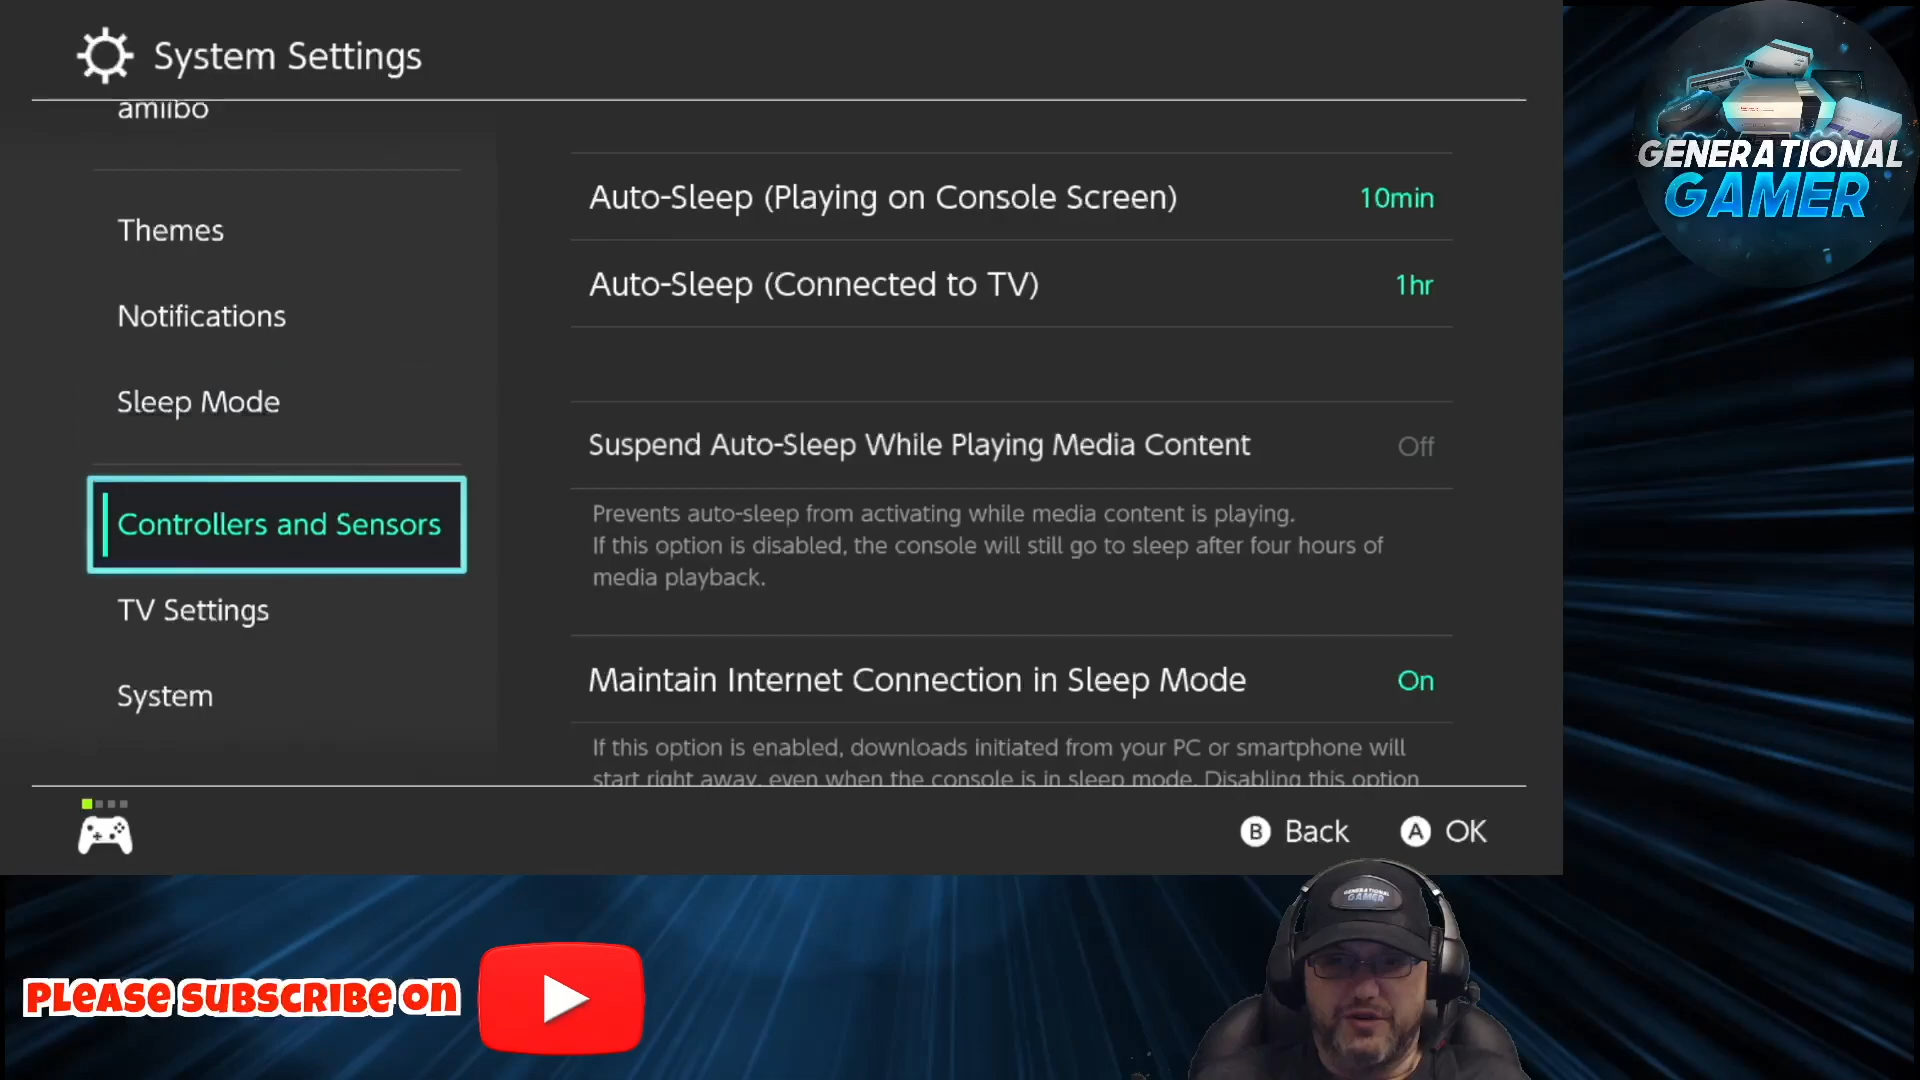 System Settings
amiibo
Themes
Notifications
Sleep Mode
Controllers and Sensors
TV Settings
System
Auto-Sleep (Playing on Console Screen) 10min
Auto-Sleep (Connected to TV) 1hr
Suspend Auto-Sleep While Playing Media Content Off
Prevents auto-sleep from activating while media content is playing.
If this option is disabled, the console will still go to sleep after four hours of
media playback.
Maintain Internet Connection in Sleep Mode On
If this option is enabled, downloads initiated from your PC or smartphone will
start right away, even when the console is in sleep mode. Disabling this option
B Back A OK
GENERATIONAL
GAMER
GENERATIONAL
GAMER
PLEASE SUBSCRIBE ON